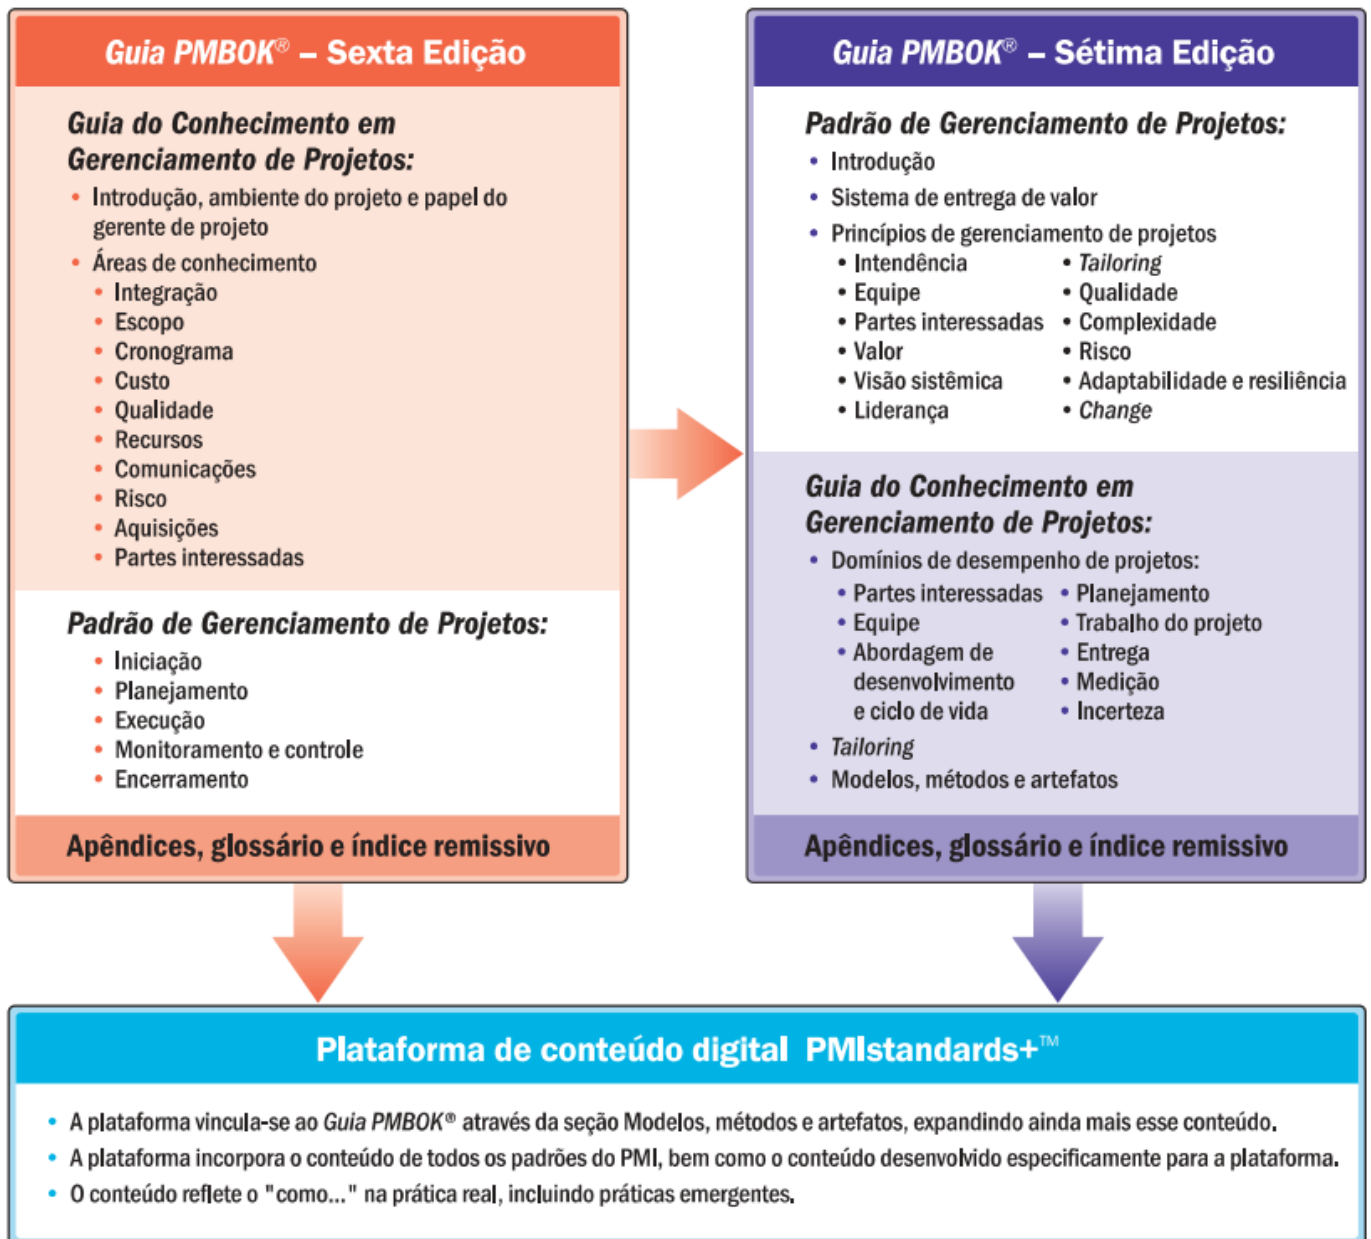 Guia PMBOK® – Sexta Edição
Guia do Conhecimento em
Gerenciamento de Projetos:
• Introdução, ambiente do projeto e papel do
gerente de projeto
• Áreas de conhecimento
• Integração
• Escopo
• Cronograma
• Custo
• Qualidade
• Recursos
• Comunicações
• Risco
• Aquisições
• Partes interessadas
Padrão de Gerenciamento de Projetos:
• Iniciação
• Planejamento
• Execução
• Monitoramento e controle
• Encerramento
Apêndices, glossário e índice remissivo
Guia PMBOK® – Sétima Edição
Padrão de Gerenciamento de Projetos:
• Introdução
• Sistema de entrega de valor
• Princípios de gerenciamento de projetos
• Intendência
• Equipe
• Partes interessadas
• Valor
• Visão sistêmica
• Liderança
• Tailoring
• Qualidade
• Complexidade
• Risco
• Adaptabilidade e resiliência
• Change
Guia do Conhecimento em
Gerenciamento de Projetos:
• Domínios de desempenho de projetos:
• Partes interessadas
• Equipe
• Abordagem de
desenvolvimento
e ciclo de vida
• Planejamento
• Trabalho do projeto
• Entrega
• Medição
• Incerteza
• Tailoring
• Modelos, métodos e artefatos
Apêndices, glossário e índice remissivo
Plataforma de conteúdo digital PMIstandards+™
• A plataforma vincula-se ao Guia PMBOK® através da seção Modelos, métodos e artefatos, expandindo ainda mais esse conteúdo.
• A plataforma incorpora o conteúdo de todos os padrões do PMI, bem como o conteúdo desenvolvido especificamente para a plataforma.
• O conteúdo reflete o "como..." na prática real, incluindo práticas emergentes.